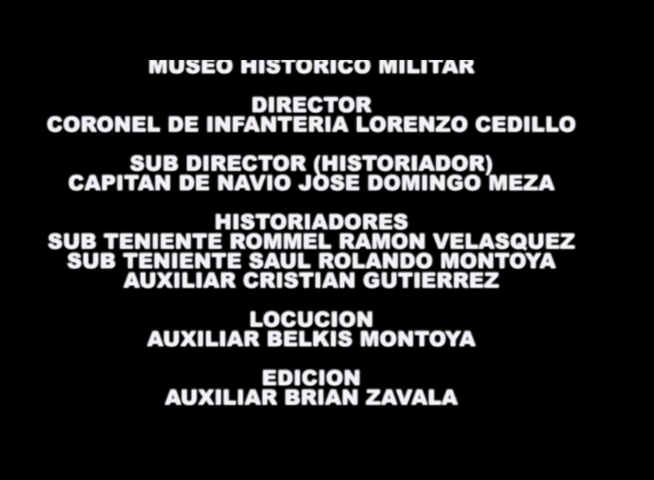 MUSEO HISTORICO MILITAR
DIRECTOR
CORONEL DE INFANTERIA LORENZO CEDILLO
SUB DIRECTOR (HISTORIADOR)
CAPITAN DE NAVIO JOSE DOMINGO MEZA
HISTORIADORES
SUB TENIENTE ROMMEL RAMON VELASQUEZ
SUB TENIENTE SAUL ROLANDO MONTOYA
AUXILIAR CRISTIAN GUTIERREZ
LOCUCION
AUXILIAR BELKIS MONTOYA
EDICION
AUXILIAR BRIAN ZAVALA